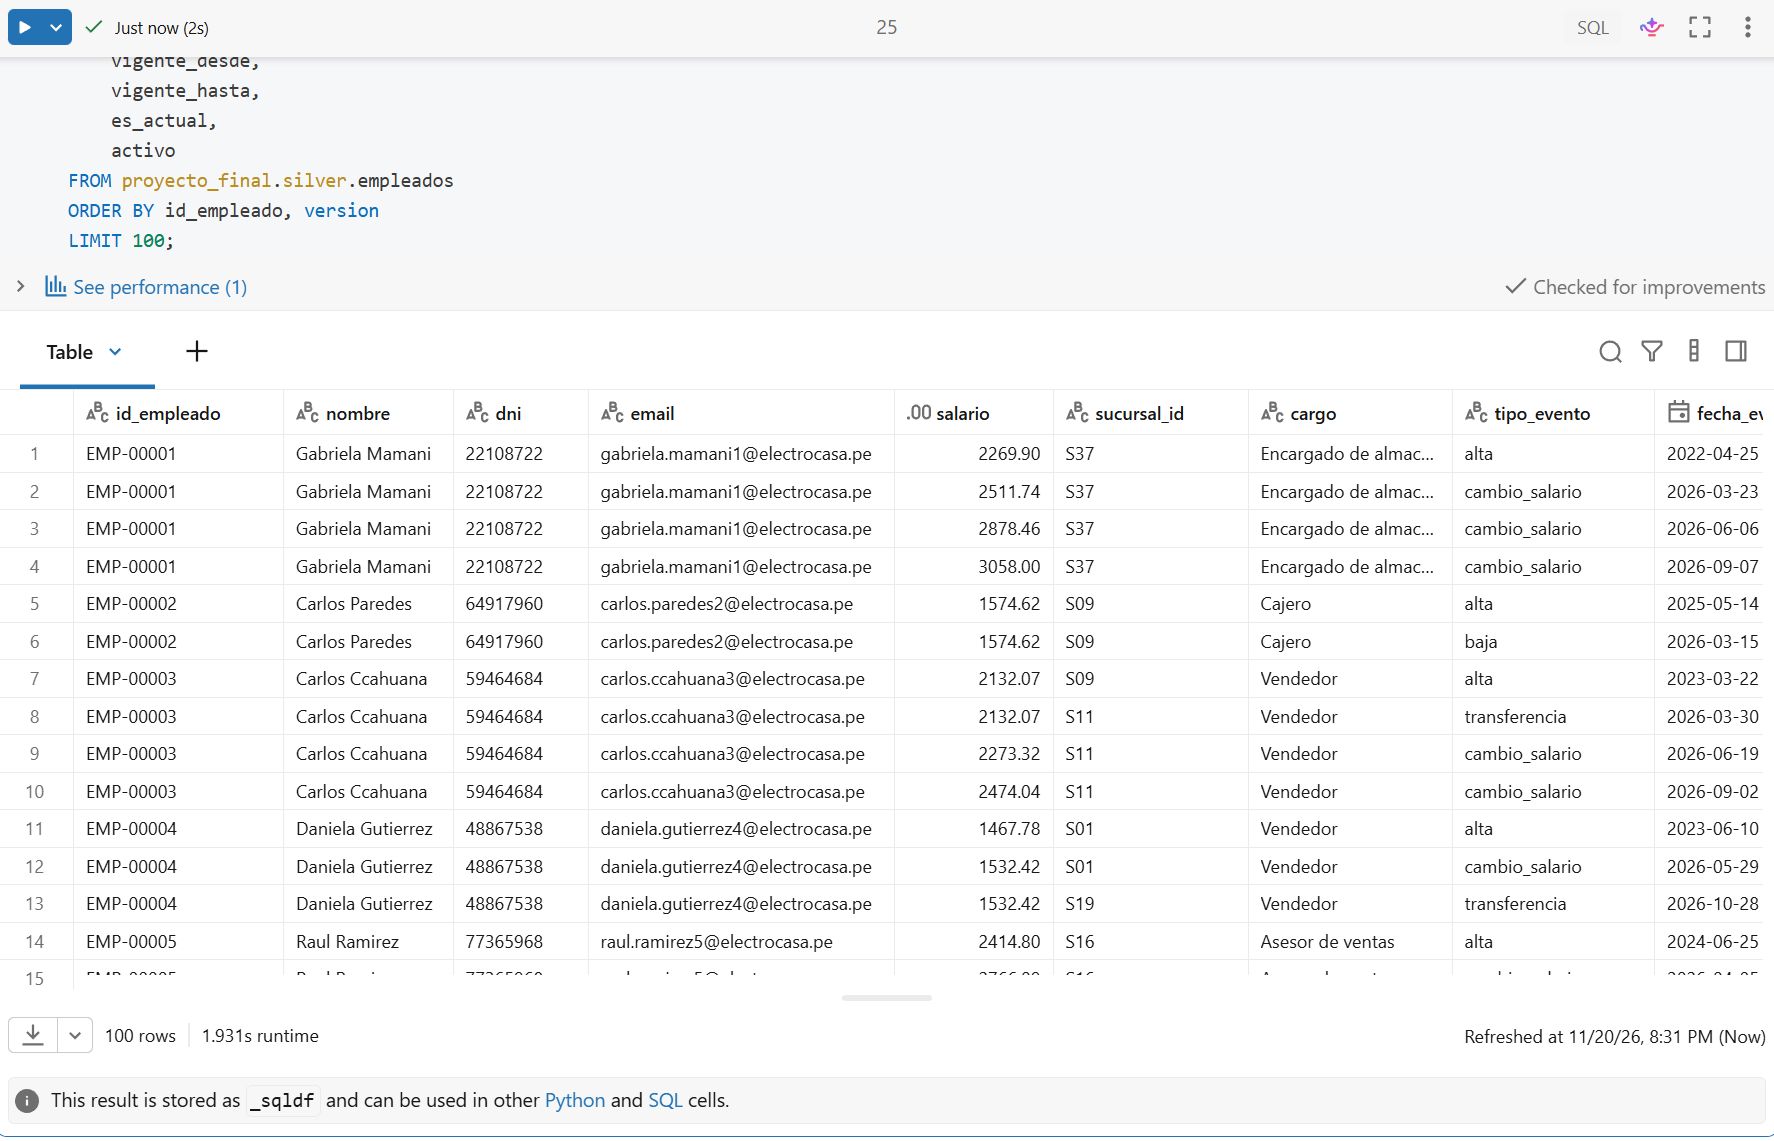 Just now (2s)
25
SQL
vigente_desde,
vigente_hasta,
es_actual,
activo
FROM proyecto_final.silver.empleados
ORDER BY id_empleado, version
LIMIT 100;
See performance (1)
Checked for improvements
Table
id_empleado nombre dni email .00 salario sucursal_id cargo tipo_evento fecha_ev
1 EMP-00001 Gabriela Mamani 22108722 gabriela.mamani1@electrocasa.pe 2269.90 S37 Encargado de almac... alta 2022-04-25
2 EMP-00001 Gabriela Mamani 22108722 gabriela.mamani1@electrocasa.pe 2511.74 S37 Encargado de almac... cambio_salario 2026-03-23
3 EMP-00001 Gabriela Mamani 22108722 gabriela.mamani1@electrocasa.pe 2878.46 S37 Encargado de almac... cambio_salario 2026-06-06
4 EMP-00001 Gabriela Mamani 22108722 gabriela.mamani1@electrocasa.pe 3058.00 S37 Encargado de almac... cambio_salario 2026-09-07
5 EMP-00002 Carlos Paredes 64917960 carlos.paredes2@electrocasa.pe 1574.62 S09 Cajero alta 2025-05-14
6 EMP-00002 Carlos Paredes 64917960 carlos.paredes2@electrocasa.pe 1574.62 S09 Cajero baja 2026-03-15
7 EMP-00003 Carlos Ccahuana 59464684 carlos.ccahuana3@electrocasa.pe 2132.07 S09 Vendedor alta 2023-03-22
8 EMP-00003 Carlos Ccahuana 59464684 carlos.ccahuana3@electrocasa.pe 2132.07 S11 Vendedor transferencia 2026-03-30
9 EMP-00003 Carlos Ccahuana 59464684 carlos.ccahuana3@electrocasa.pe 2273.32 S11 Vendedor cambio_salario 2026-06-19
10 EMP-00003 Carlos Ccahuana 59464684 carlos.ccahuana3@electrocasa.pe 2474.04 S11 Vendedor cambio_salario 2026-09-02
11 EMP-00004 Daniela Gutierrez 48867538 daniela.gutierrez4@electrocasa.pe 1467.78 S01 Vendedor alta 2023-06-10
12 EMP-00004 Daniela Gutierrez 48867538 daniela.gutierrez4@electrocasa.pe 1532.42 S01 Vendedor cambio_salario 2026-05-29
13 EMP-00004 Daniela Gutierrez 48867538 daniela.gutierrez4@electrocasa.pe 1532.42 S19 Vendedor transferencia 2026-10-28
14 EMP-00005 Raul Ramirez 77365968 raul.ramirez5@electrocasa.pe 2414.80 S16 Asesor de ventas alta 2024-06-25
15
100 rows 1.931s runtime
Refreshed at 11/20/26, 8:31 PM (Now)
This result is stored as _sqldf and can be used in other Python and SQL cells.